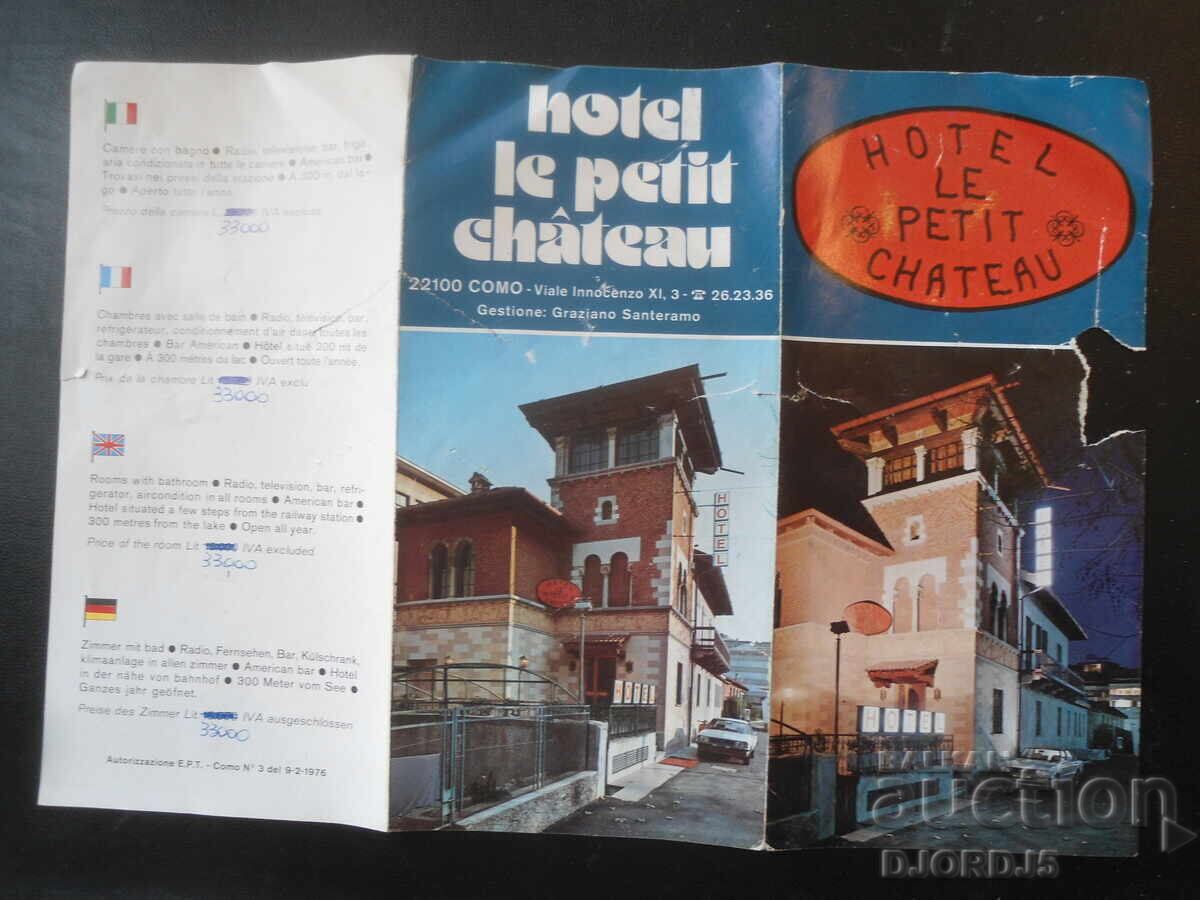 Camere con bagno ● Radio, televisione, bar, frigo,
aria condizionata in tutte le camere ● American bar ●
Trovasi nei pressi della stazione ● A 300 m. dal la-
go ● Aperto tutto l'anno.
Prezzo della camera L. IVA esclusa
33000
Chambres avec salle de bain ● Radio, télévision, bar,
refrigérateur, conditionnement d'air dans toutes les
chambres ● Bar American ● Hôtel situé 200 mt de
la gare ● A 300 mètres du lac ● Ouvert toute l'année.
Prix de la chambre Lit IVA exclu
33000
Rooms with bathroom ● Radio, television, bar, refri-
gerator, aircondition in all rooms ● American bar ●
Hotel situated a few steps from the railway station ●
300 metres from the lake ● Open all year.
Price of the room Lit IVA excluded
33000
Zimmer mit bad ● Radio, Fernsehen, Bar, Külschrank,
klimaanlage in allen zimmer ● American bar ● Hotel
in der nähe von bahnhof ● 300 Meter vom See ●
Ganzes jahr geöfnet.
Preise des Zimmer Lit IVA ausgeschlossen
33000
Autorizzazione E.P.T. - Como N° 3 del 9-2-1976
hotel
le petit
château
22100 COMO - Viale Innocenzo XI, 3 - ☎ 26.23.36
Gestione: Graziano Santeramo
HOTEL
HOTEL
HOTEL
LE
PETIT
CHATEAU
HOTEL
BALKAN
auction
DJORDJ5